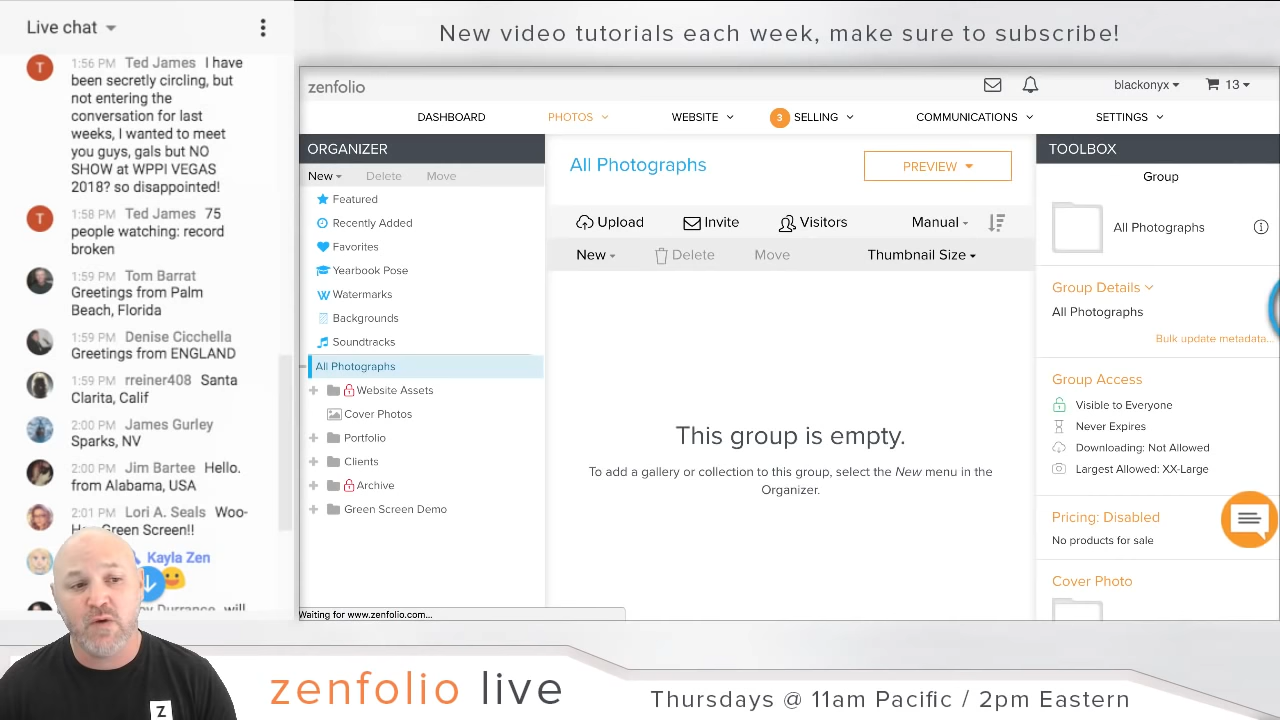 Live chat
New video tutorials each week, make sure to subscribe!
T
1:56 PM Ted James I have
been secretly circling, but
not entering the
conversation for last
weeks, I wanted to meet
you guys, gals but NO
SHOW at WPPI VEGAS
2018? so disappointed!
T
1:58 PM Ted James 75
people watching: record
broken
1:59 PM Tom Barrat
Greetings from Palm
Beach, Florida
1:59 PM Denise Cicchella
Greetings from ENGLAND
1:59 PM rreiner408 Santa
Clarita, Calif
2:00 PM James Gurley
Sparks, NV
2:00 PM Jim Bartee Hello.
from Alabama, USA
2:01 PM Lori A. Seals Woo-
Green Screen!!
Kayla Zen
Durrance will
zenfolio
blackonyx
13
DASHBOARD
PHOTOS
WEBSITE
3 SELLING
COMMUNICATIONS
SETTINGS
ORGANIZER
New
Delete
Move
Featured
Recently Added
Favorites
Yearbook Pose
W Watermarks
Backgrounds
Soundtracks
All Photographs
Website Assets
Cover Photos
Portfolio
Clients
Archive
Green Screen Demo
Waiting for www.zenfolio.com...
All Photographs
PREVIEW
Upload
Invite
Visitors
Manual
New
Delete
Move
Thumbnail Size
This group is empty.
To add a gallery or collection to this group, select the New menu in the
Organizer.
TOOLBOX
Group
All Photographs
Group Details
All Photographs
Bulk update metadata...
Group Access
Visible to Everyone
Never Expires
Downloading: Not Allowed
Largest Allowed: XX-Large
Pricing: Disabled
No products for sale
Cover Photo
Z
zenfolio live
Thursdays @ 11am Pacific / 2pm Eastern